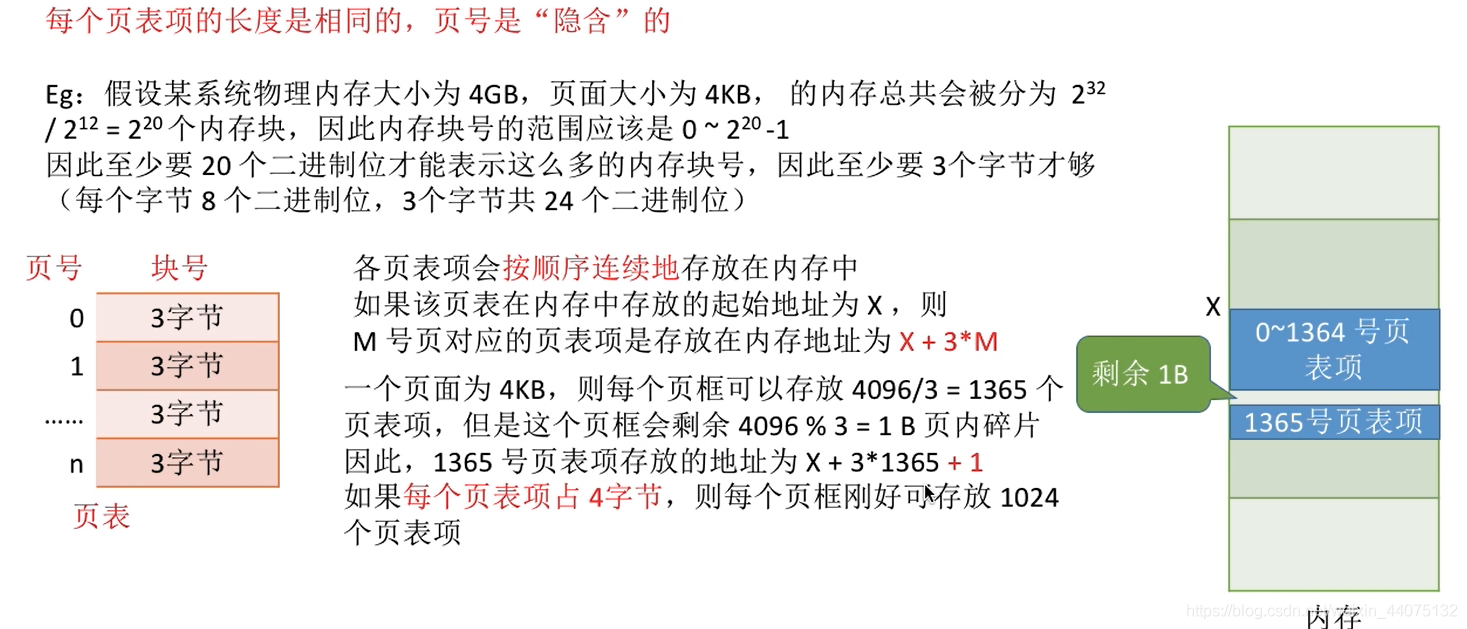 每个页表项的长度是相同的，页号是“隐含”的
Eg：假设某系统物理内存大小为 4GB，页面大小为 4KB， 的内存总共会被分为 2³²
/ 2¹² = 2²⁰ 个内存块，因此内存块号的范围应该是 0 ~ 2²⁰ -1
因此至少要 20 个二进制位才能表示这么多的内存块号，因此至少要 3个字节才够
（每个字节 8 个二进制位，3个字节共 24 个二进制位）
页号 块号
0 3字节
1 3字节
…… 3字节
n 3字节
页表
各页表项会按顺序连续地存放在内存中
如果该页表在内存中存放的起始地址为 X ，则
M 号页对应的页表项是存放在内存地址为 X + 3*M
一个页面为 4KB，则每个页框可以存放 4096/3 = 1365 个
页表项，但是这个页框会剩余 4096 % 3 = 1 B 页内碎片
因此，1365 号页表项存放的地址为 X + 3*1365 + 1
如果每个页表项占 4字节，则每个页框刚好可存放 1024
个页表项
X
0~1364 号页
表项
剩余 1B
1365号页表项
内存